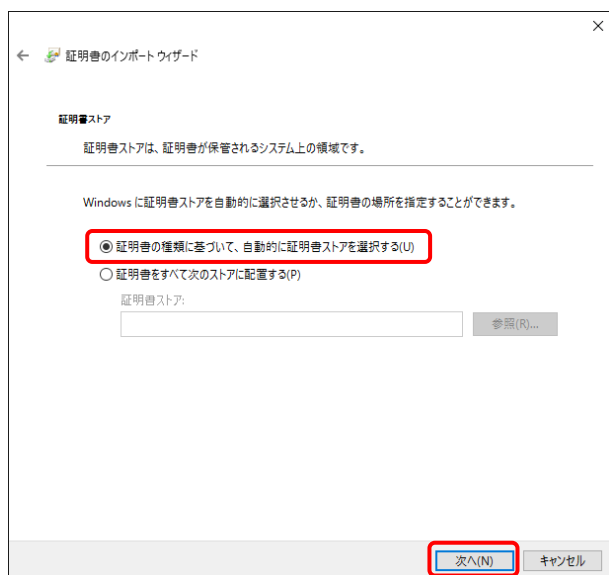 証明書のインポート ウィザード
証明書ストア
証明書ストアは、証明書が保管されるシステム上の領域です。
Windows に証明書ストアを自動的に選択させるか、証明書の場所を指定することができます。
証明書の種類に基づいて、自動的に証明書ストアを選択する(U)
証明書をすべて次のストアに配置する(P)
証明書ストア:
参照(R)...
次へ(N)
キャンセル